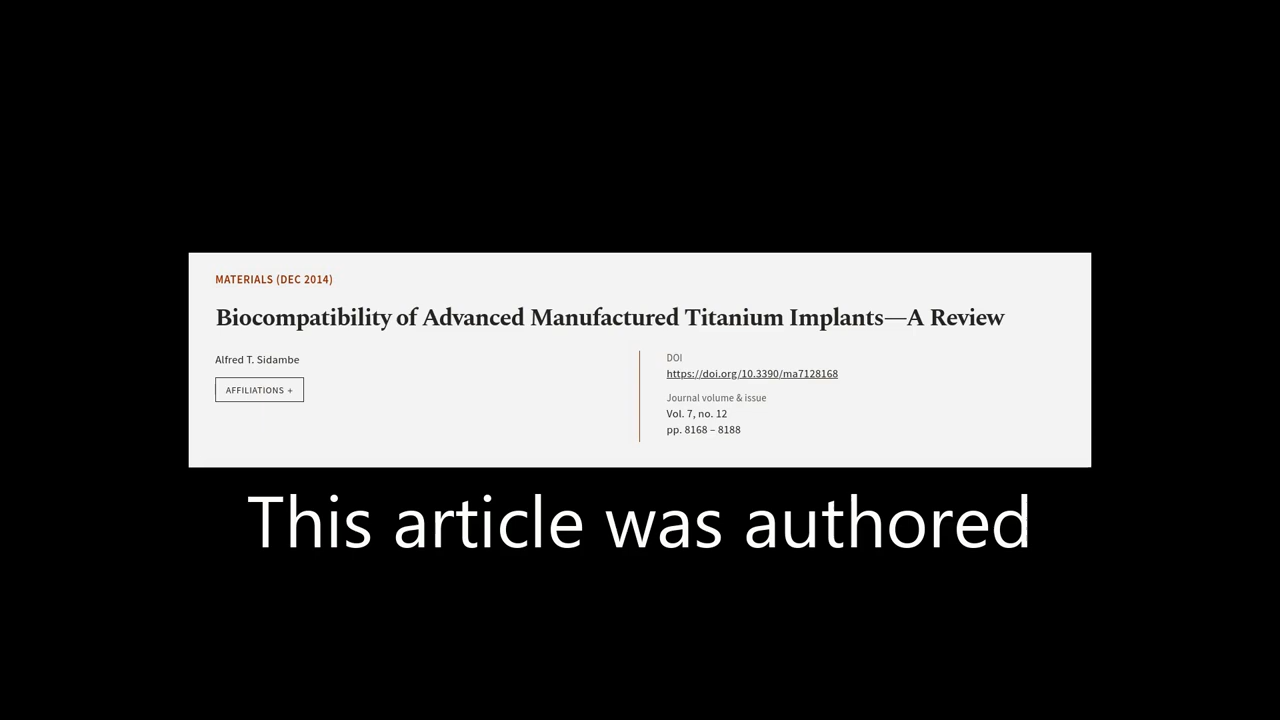 MATERIALS (DEC 2014)
Biocompatibility of Advanced Manufactured Titanium Implants—A Review
Alfred T. Sidambe
AFFILIATIONS +
DOI
https://doi.org/10.3390/ma7128168
Journal volume & issue
Vol. 7, no. 12
pp. 8168 – 8188
This article was authored